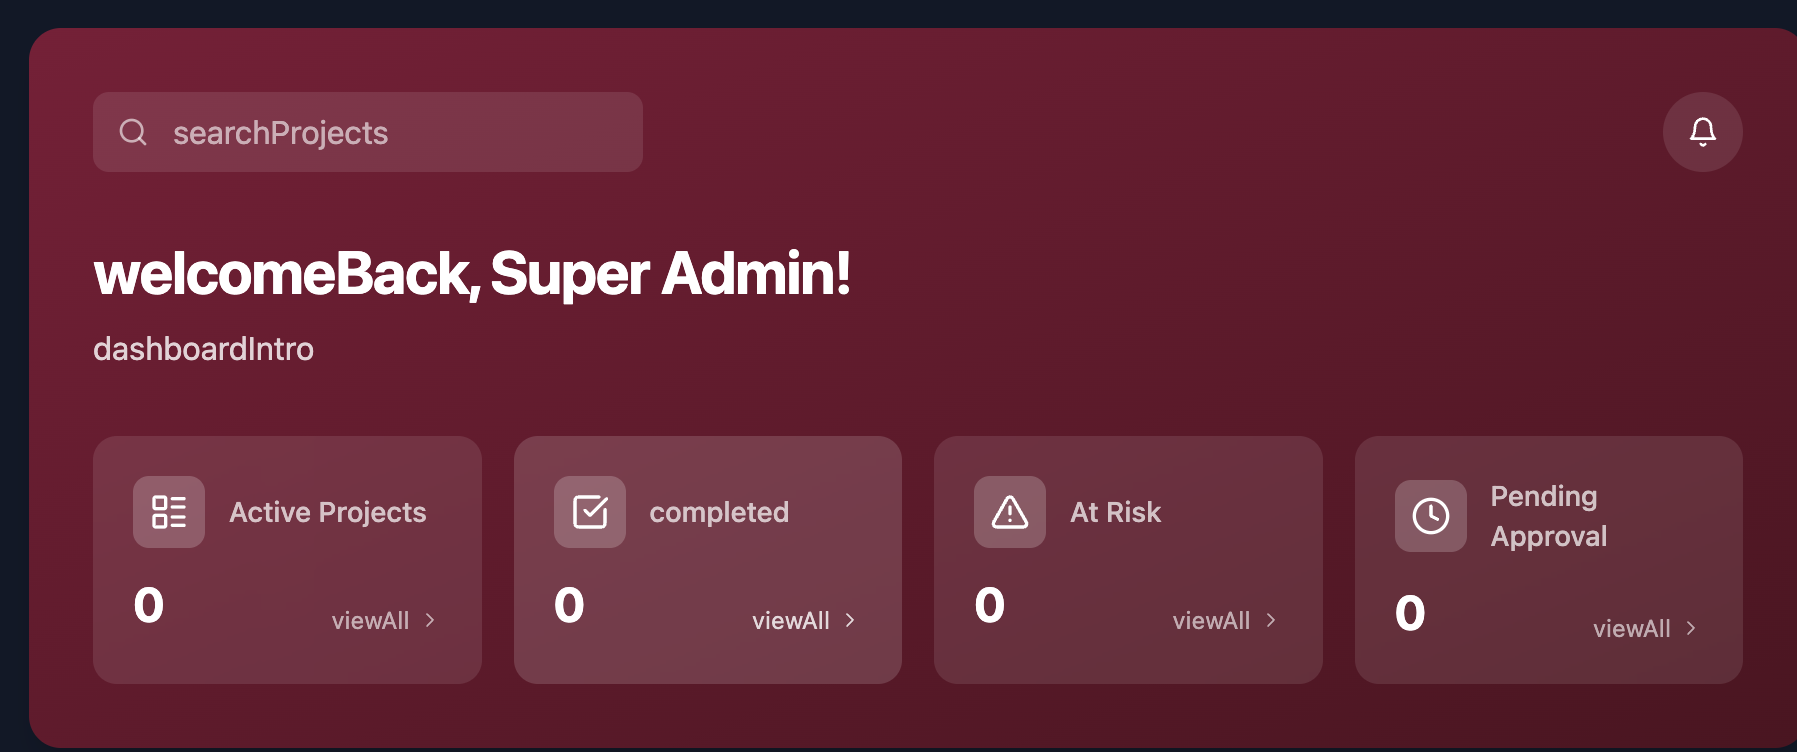 searchProjects
welcomeBack, Super Admin!
dashboardIntro
Active Projects
0
viewAll
completed
0
viewAll
At Risk
0
viewAll
Pending
Approval
0
viewAll